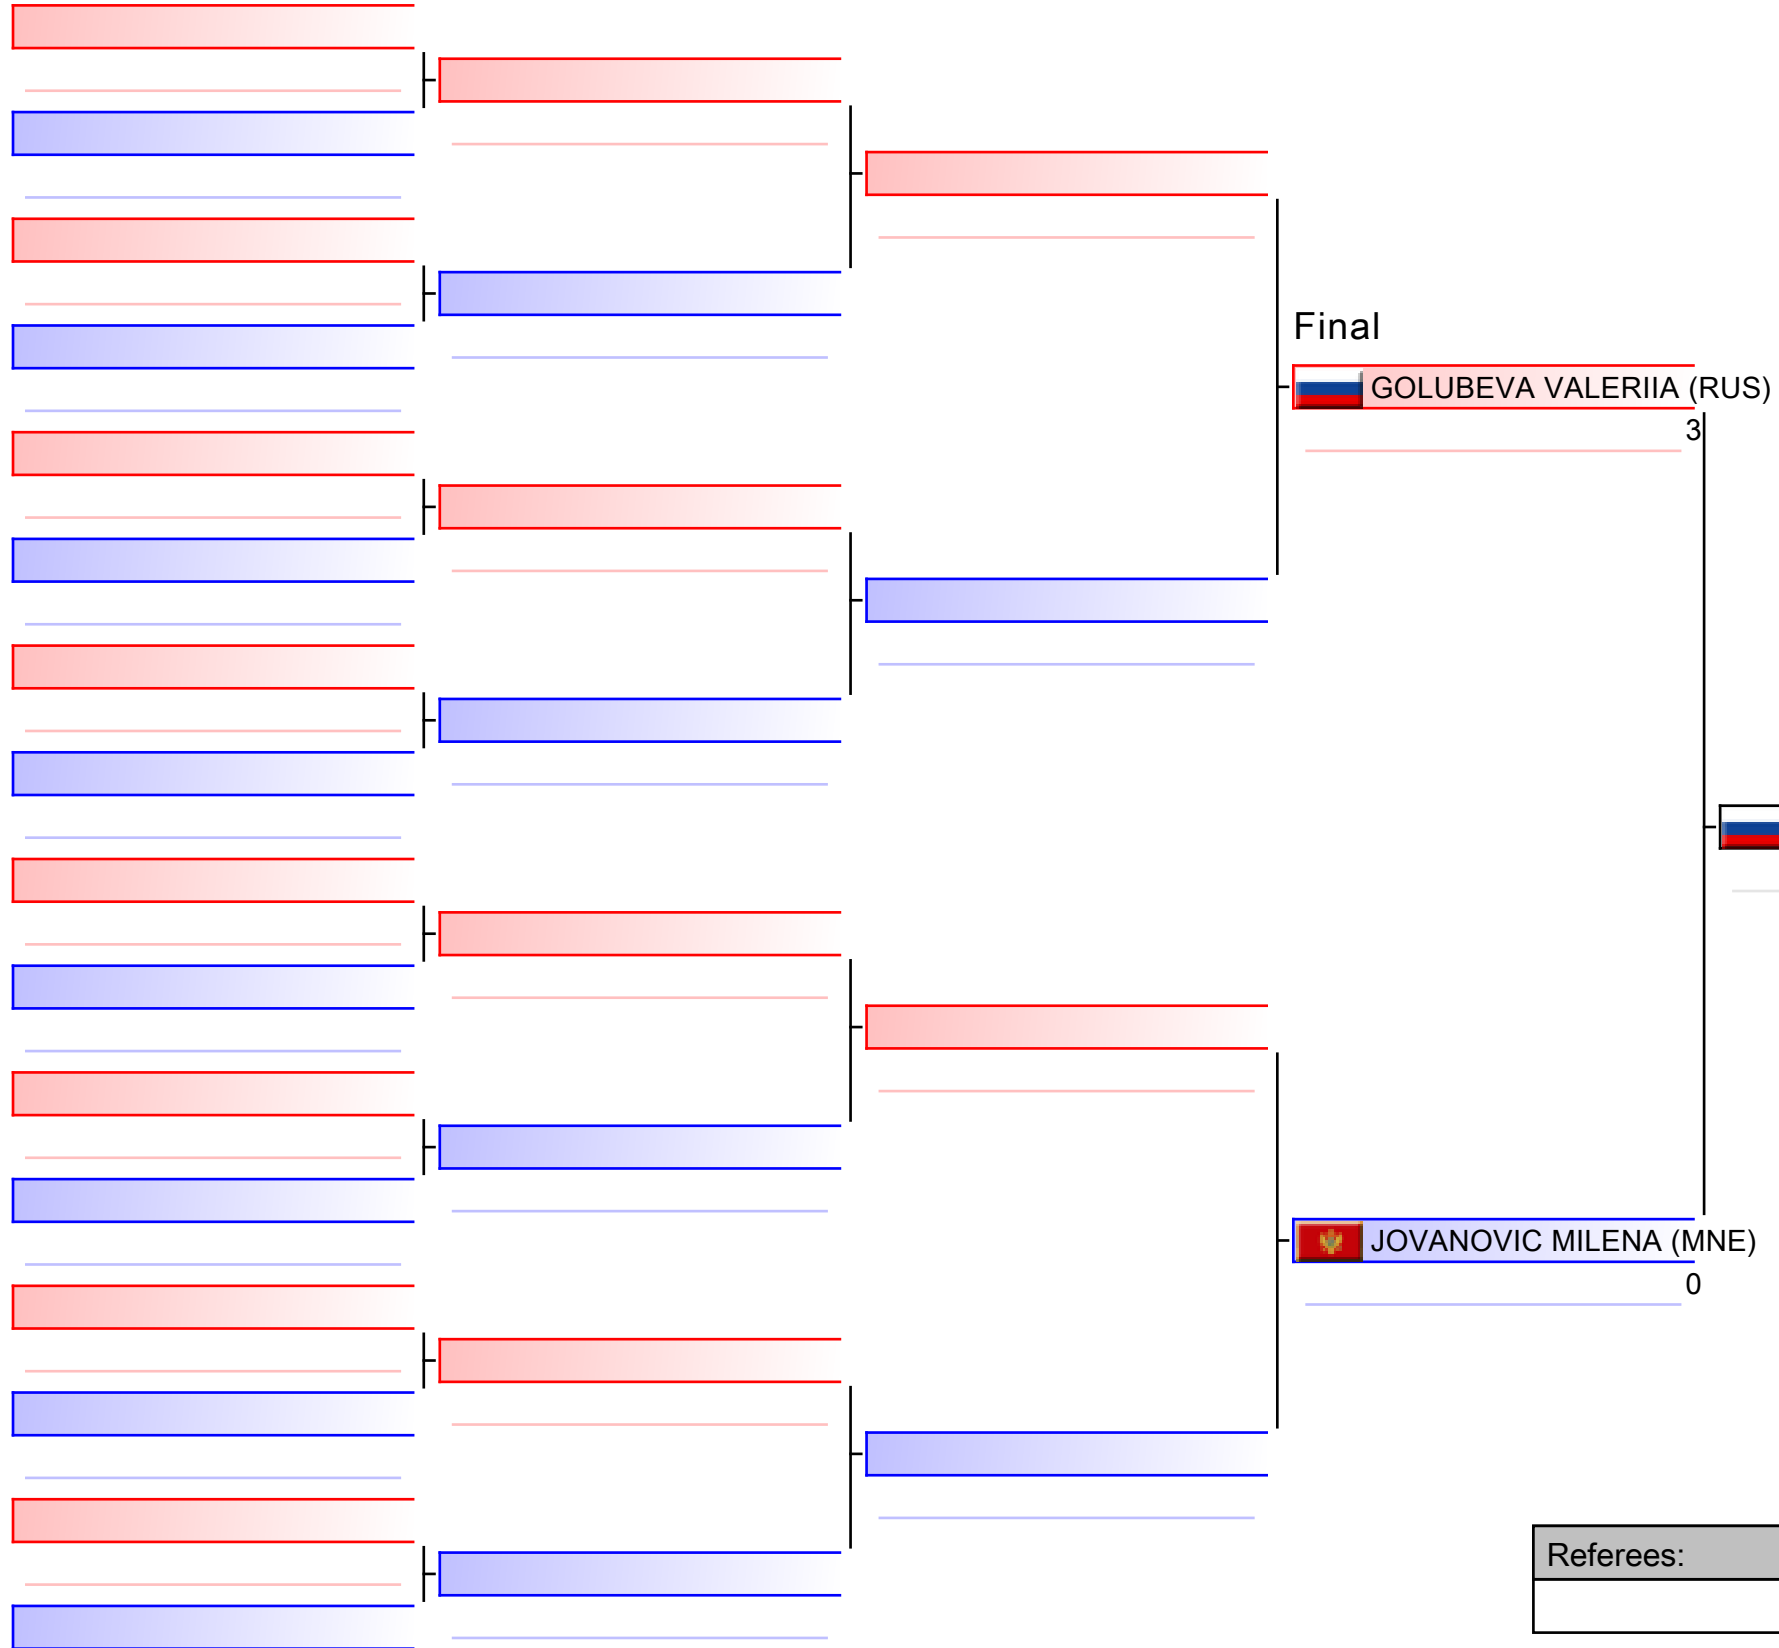 Final
GOLUBEVA VALERIIA (RUS)
3
JOVANOVIC MILENA (MNE)
0
Referees: